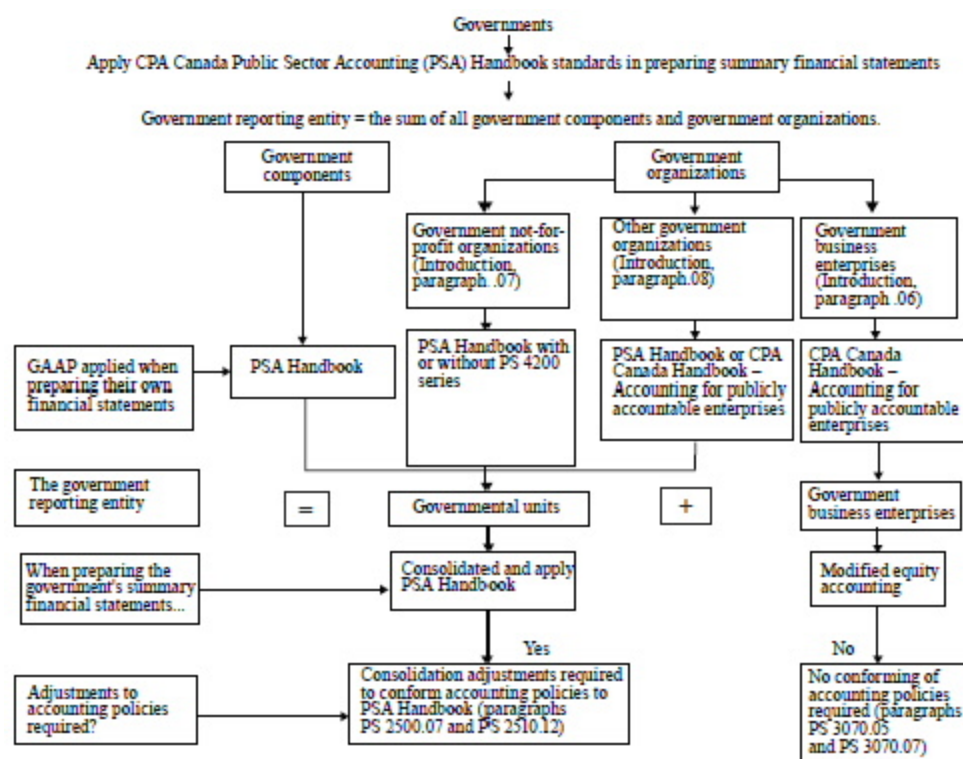 Governments
Apply CPA Canada Public Sector Accounting (PSA) Handbook standards in preparing summary financial statements
Government reporting entity = the sum of all government components and government organizations.
Government
components
Government
organizations
Government not-for-
profit organizations
(Introduction,
paragraph. .07)
Other government
organizations
(Introduction,
paragraph.08)
Government
business
enterprises
(Introduction,
paragraph .06)
GAAP applied when
preparing their own
financial statements
PSA Handbook
PSA Handbook with
or without PS 4200
series
PSA Handbook or CPA
Canada Handbook –
Accounting for publicly
accountable enterprises
CPA Canada
Handbook –
Accounting for
publicly accountable
enterprises
The government
reporting entity
=
Governmental units
+
Government
business enterprises
When preparing the
government's summary
financial statements...
Consolidated and apply
PSA Handbook
Modified equity
accounting
Yes
No
Adjustments to
accounting policies
required?
Consolidation adjustments required
to conform accounting policies to
PSA Handbook (paragraphs
PS 2500.07 and PS 2510.12)
No conforming of
accounting policies
required (paragraphs
PS 3070.05
and PS 3070.07)